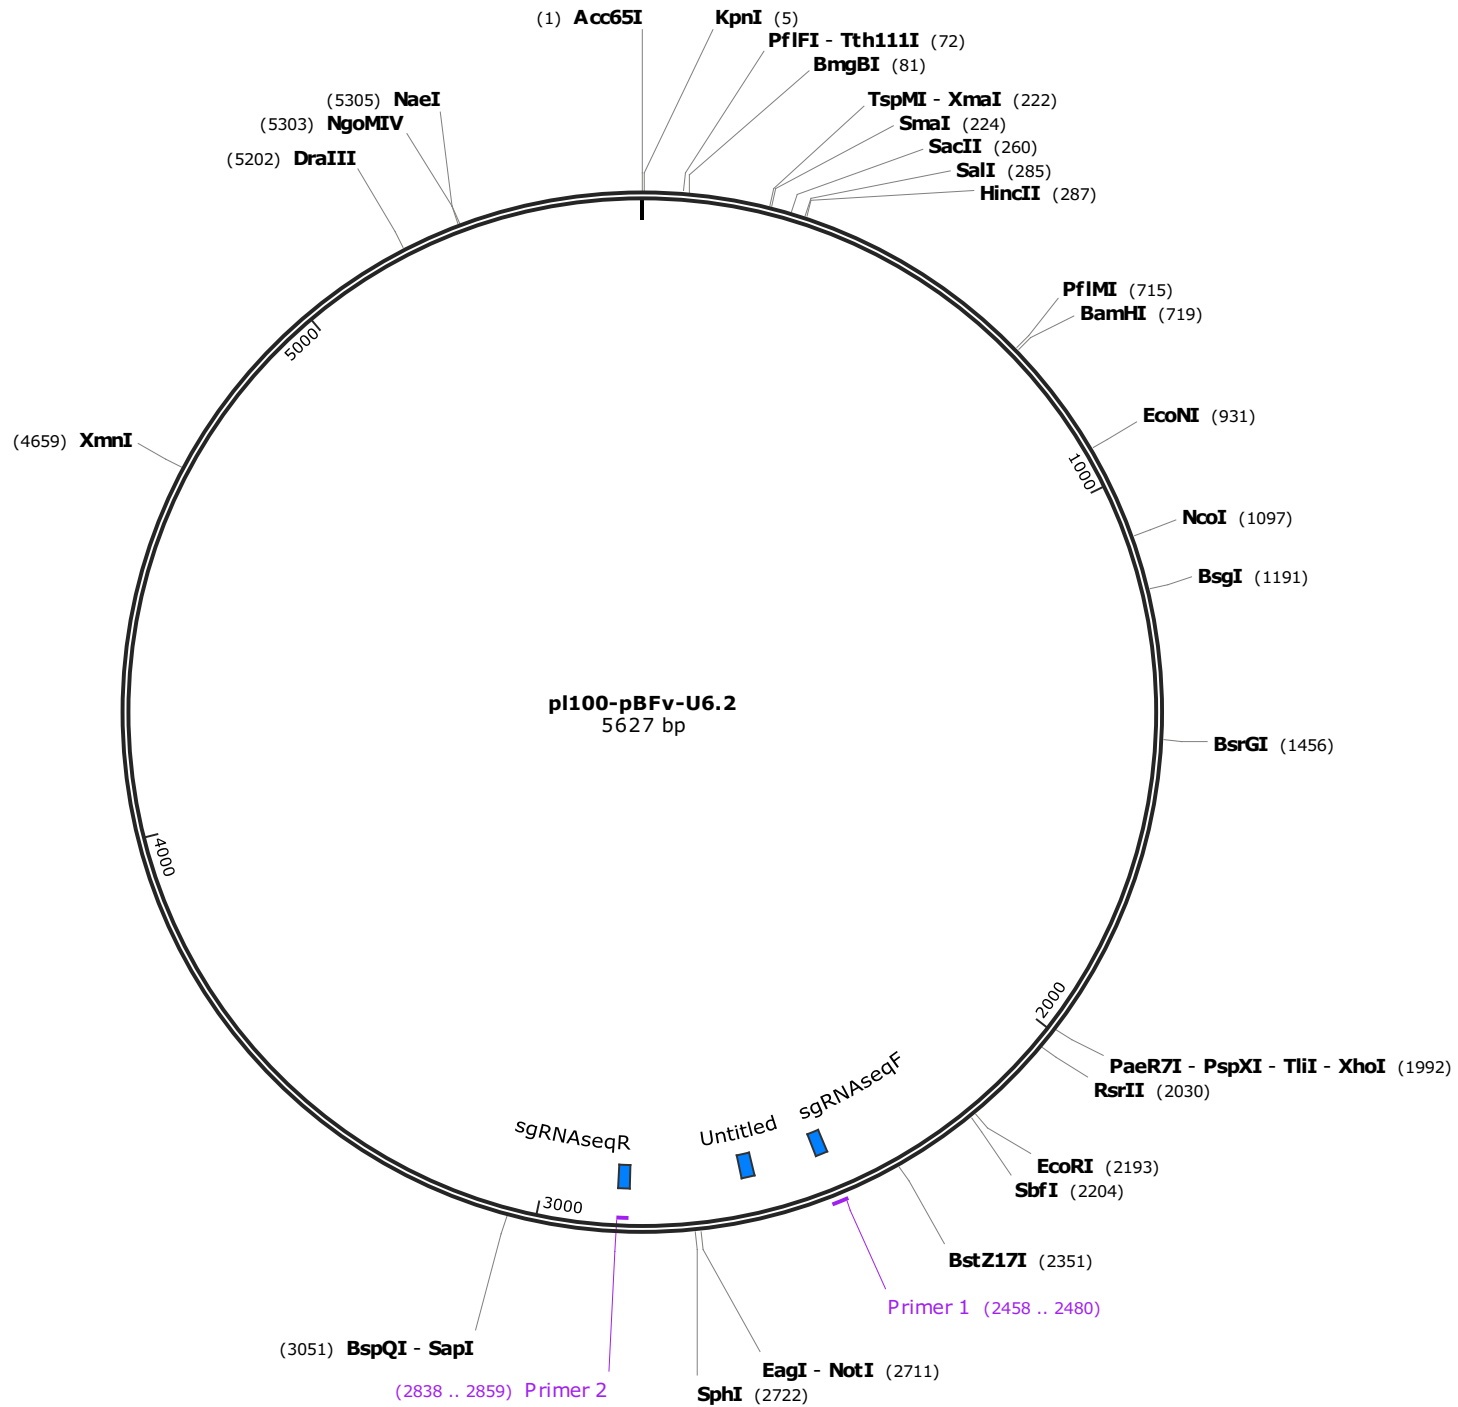 (1) Acc65I
KpnI (5)
PflFI - Tth111I (72)
BmgBI (81)
TspMI - XmaI (222)
SmaI (224)
SacII (260)
SalI (285)
HincII (287)
PflMI (715)
BamHI (719)
EcoNI (931)
1000
NcoI (1097)
BsgI (1191)
BsrGI (1456)
2000
PaeR7I - PspXI - TliI - XhoI (1992)
RsrII (2030)
EcoRI (2193)
SbfI (2204)
BstZ17I (2351)
Primer 1 (2458 .. 2480)
EagI - NotI (2711)
SphI (2722)
(2838 .. 2859) Primer 2
3000
(3051) BspQI - SapI
4000
(4659) XmnI
5000
(5202) DraIII
(5303) NgoMIV
(5305) NaeI
pl100-pBFv-U6.2
5627 bp
sgRNAseqF
Untitled
sgRNAseqR